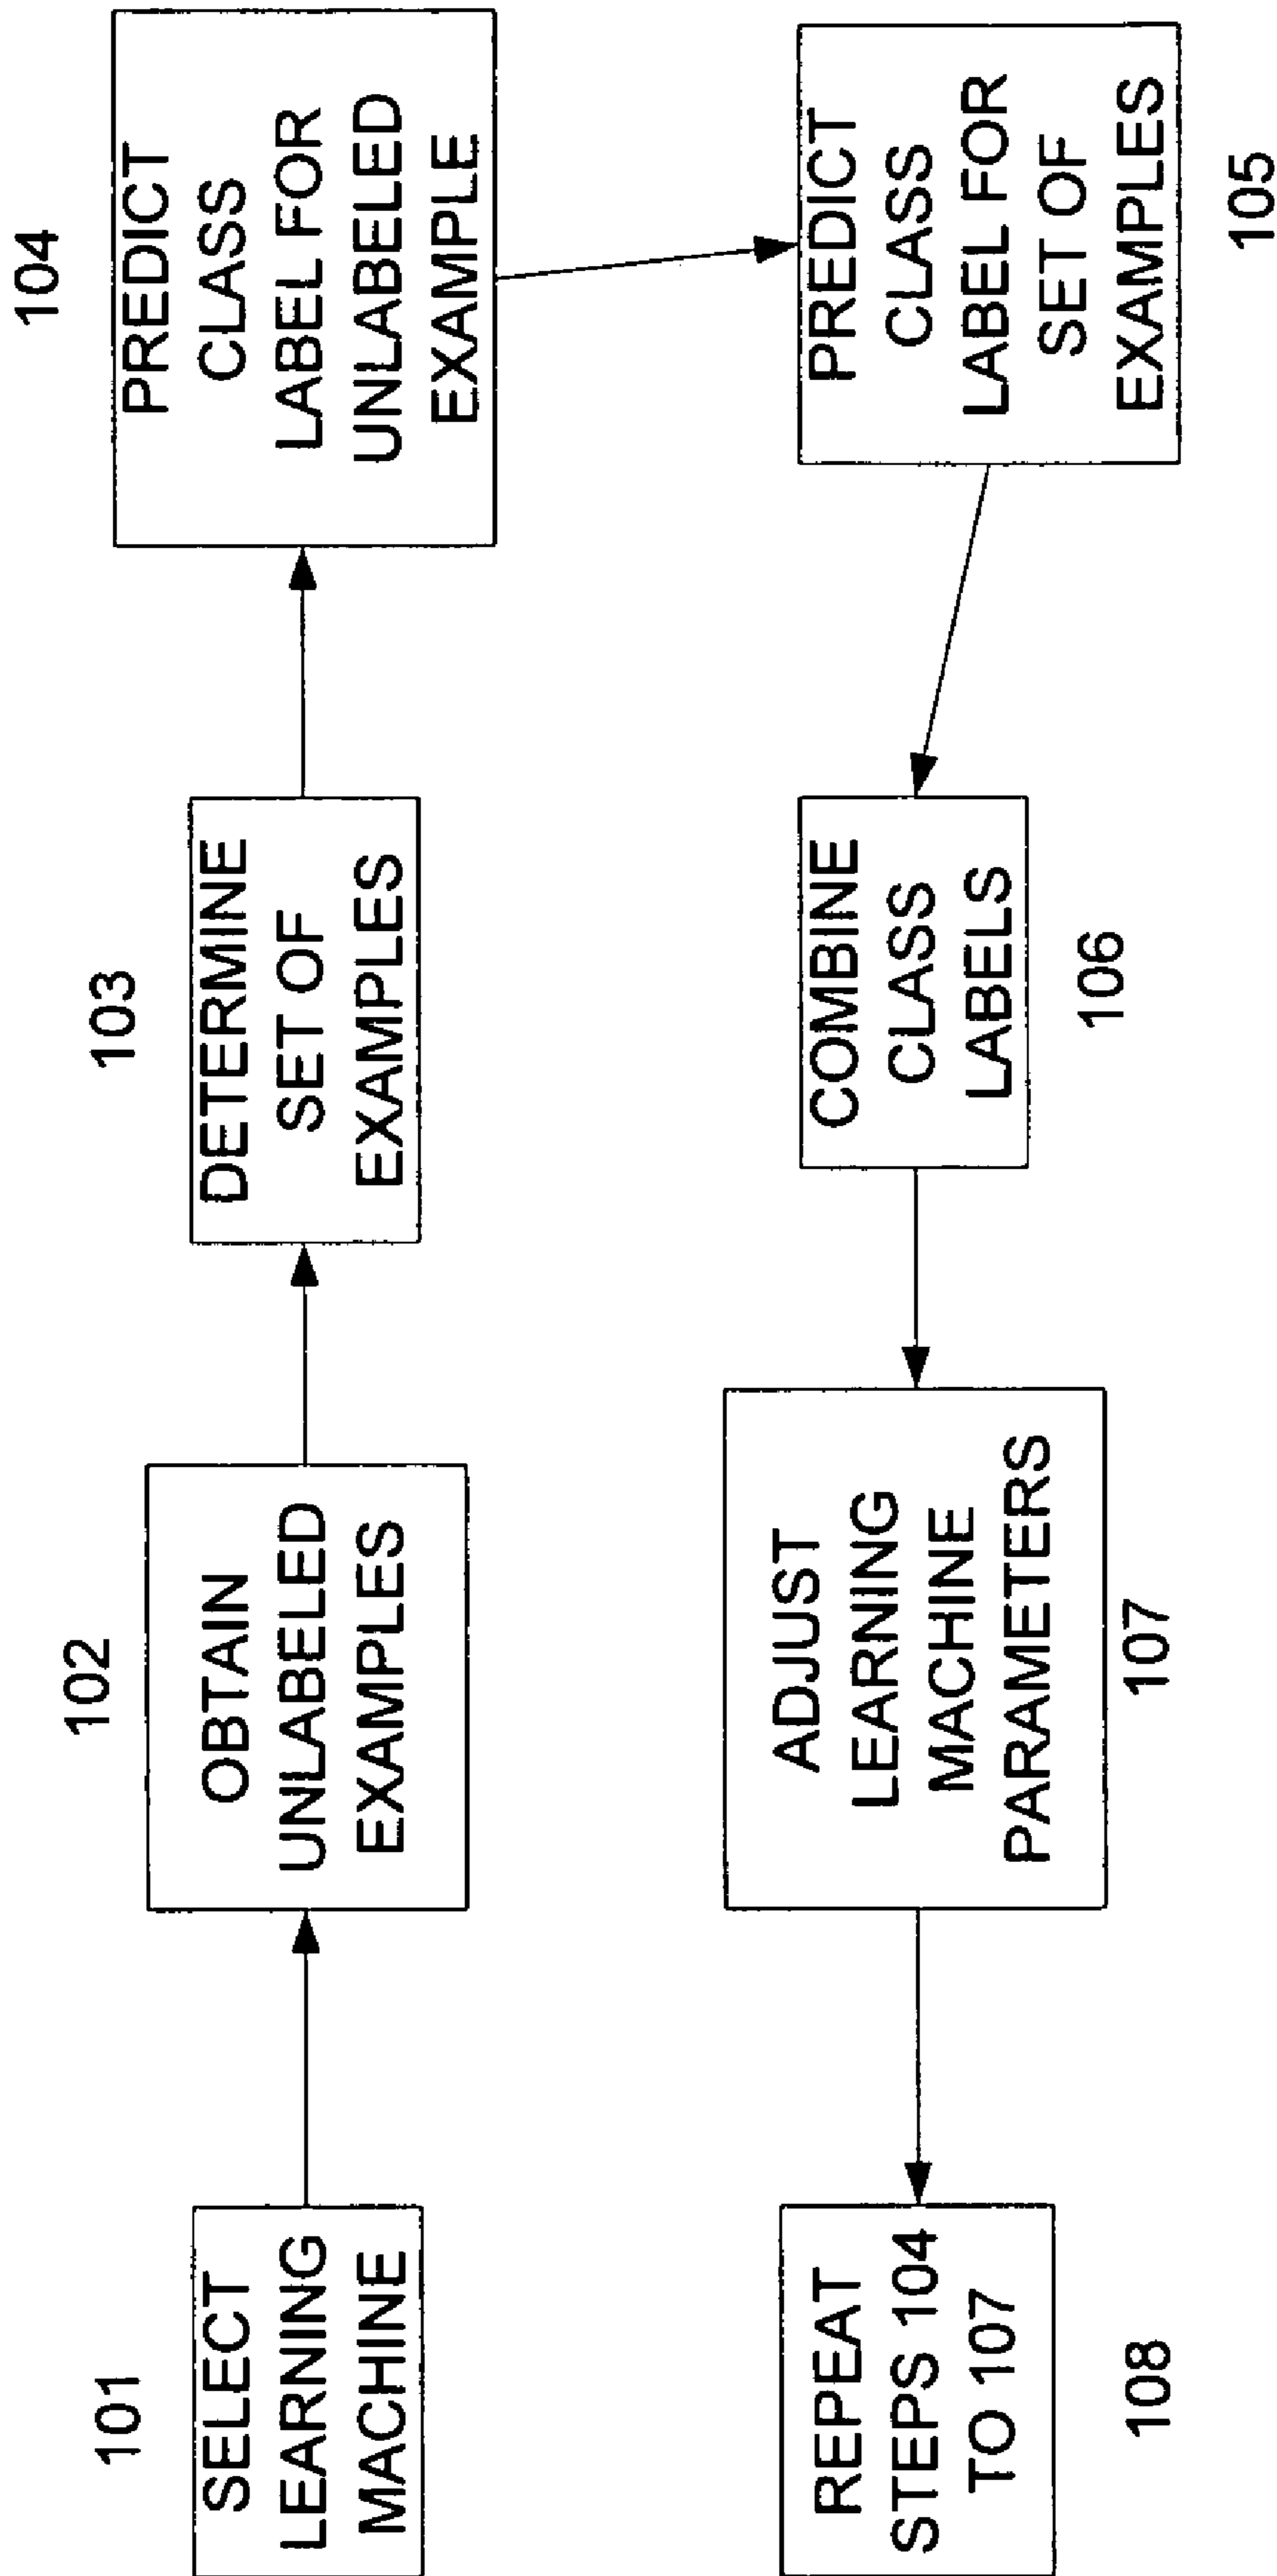 101
SELECT
LEARNING
MACHINE
102
OBTAIN
UNLABELED
EXAMPLES
103
DETERMINE
SET OF
EXAMPLES
104
PREDICT
CLASS
LABEL FOR
UNLABELED
EXAMPLE
PREDICT
CLASS
LABEL FOR
SET OF
EXAMPLES
105
COMBINE
CLASS
LABELS
106
ADJUST
LEARNING
MACHINE
PARAMETERS
107
REPEAT
STEPS 104
TO 107
108